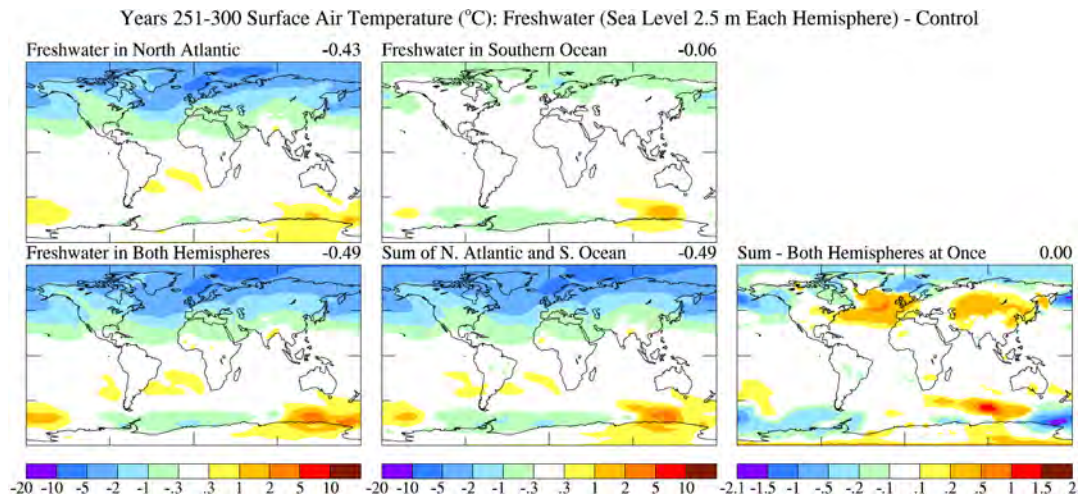 Years 251-300 Surface Air Temperature (°C): Freshwater (Sea Level 2.5 m Each Hemisphere) - Control
Freshwater in North Atlantic -0.43
Freshwater in Southern Ocean -0.06
Freshwater in Both Hemispheres -0.49
Sum of N. Atlantic and S. Ocean -0.49
Sum - Both Hemispheres at Once 0.00
-20 -10 -5 -2 -1 -.3 .3 1 2 5 10
-20 -10 -5 -2 -1 -.3 .3 1 2 5 10
-2.1 -1.5 -1 -.5 -.2 -.1 .1 .2 .5 1 1.5 2